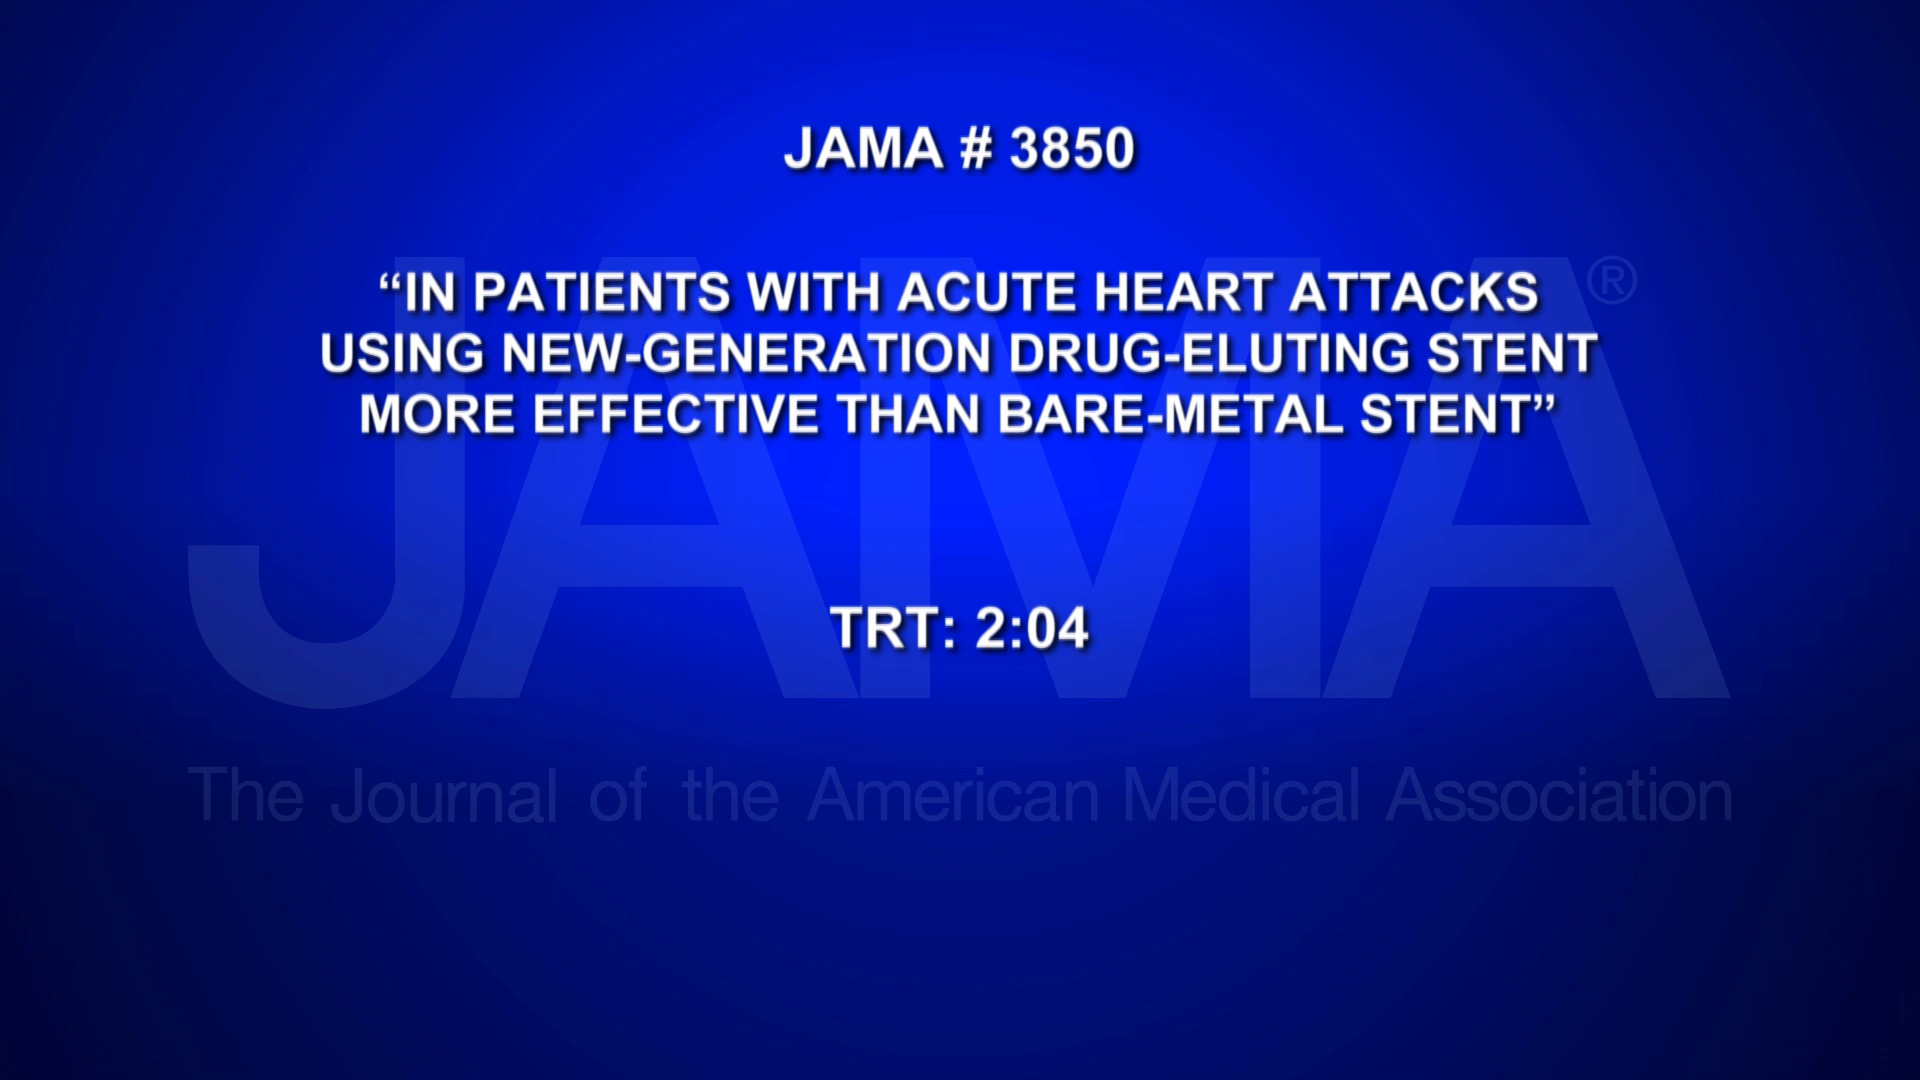 JAMA # 3850
“IN PATIENTS WITH ACUTE HEART ATTACKS
USING NEW-GENERATION DRUG-ELUTING STENT
MORE EFFECTIVE THAN BARE-METAL STENT”
JAMA®
TRT: 2:04
The Journal of the American Medical Association